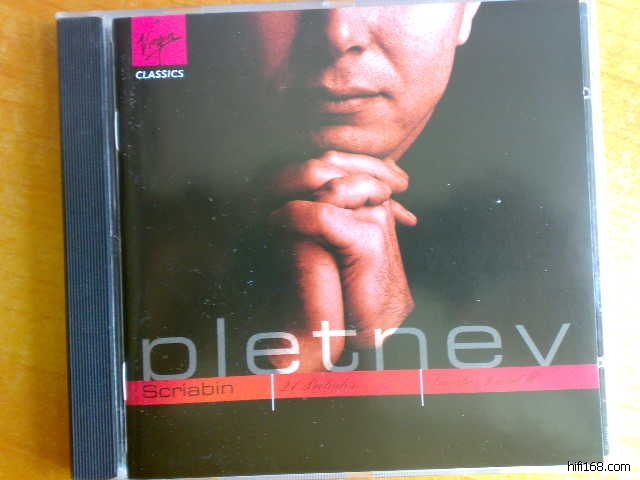 Virgin
CLASSICS
pletnev
Scriabin
24 Preludes
hifi168.com